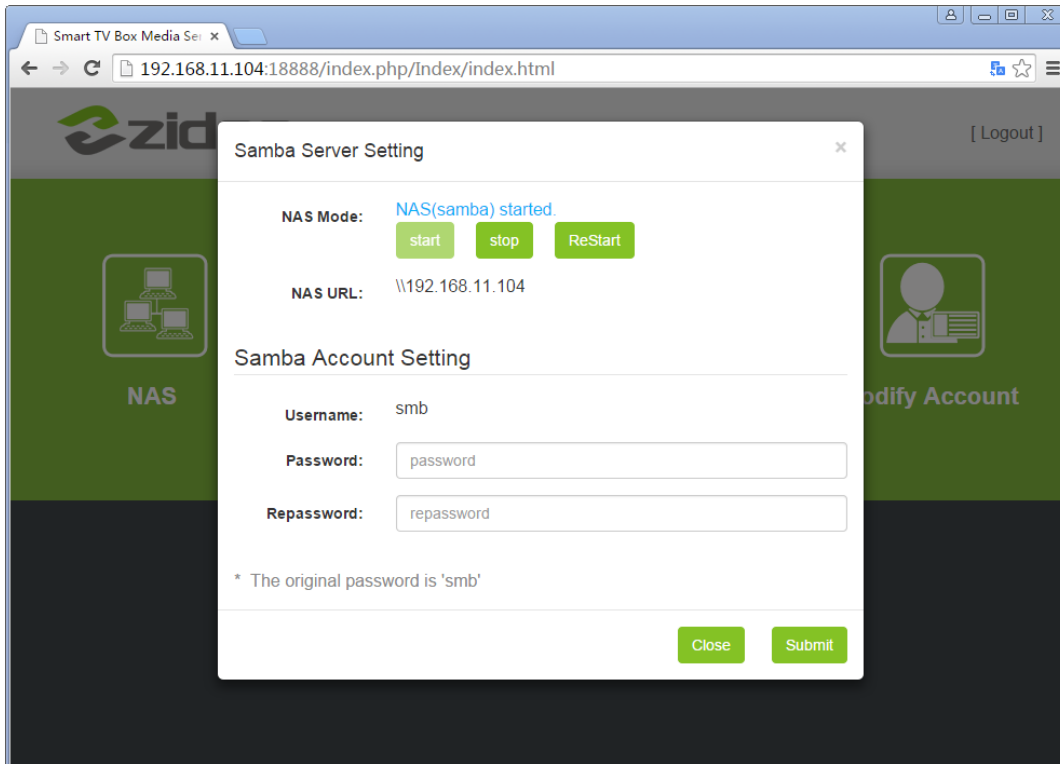 Smart TV Box Media Se
192.168.11.104:18888/index.php/Index/index.html
[ Logout ]
Samba Server Setting
×
NAS Mode:
NAS(samba) started.
start stop ReStart
NAS URL:
\\192.168.11.104
NAS
odify Account
Samba Account Setting
Username:
smb
Password:
password
Repassword:
repassword
* The original password is 'smb'
Close Submit